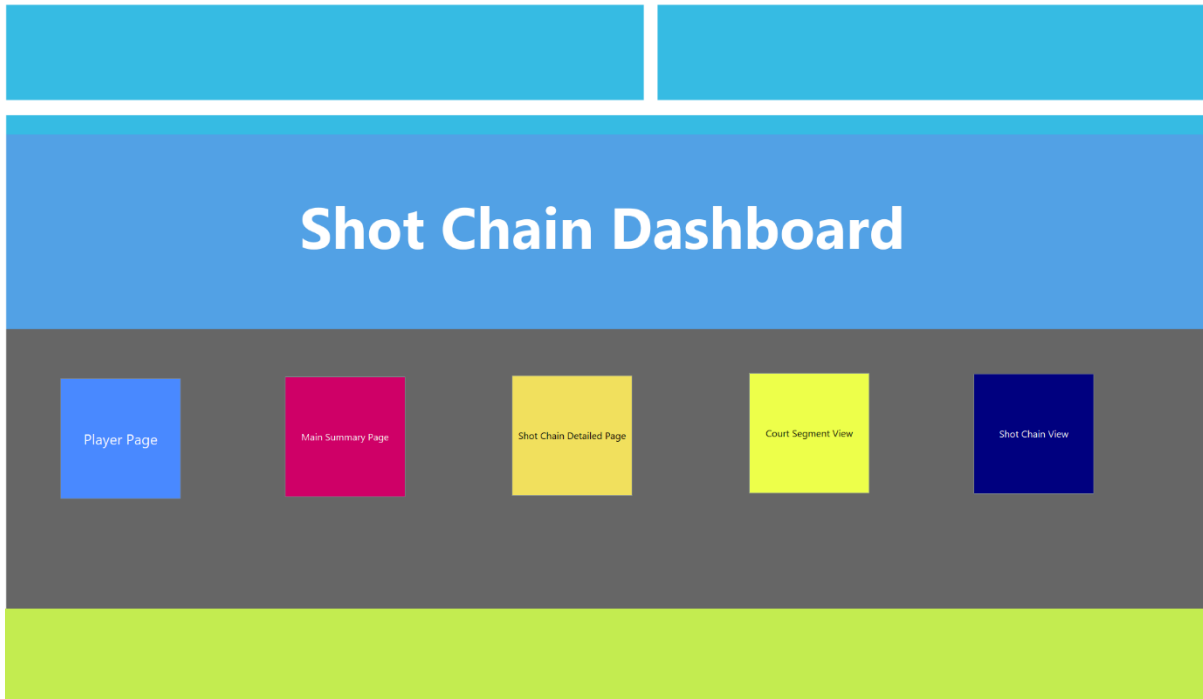 Shot Chain Dashboard
Player Page
Main Summary Page
Shot Chain Detailed Page
Court Segment View
Shot Chain View